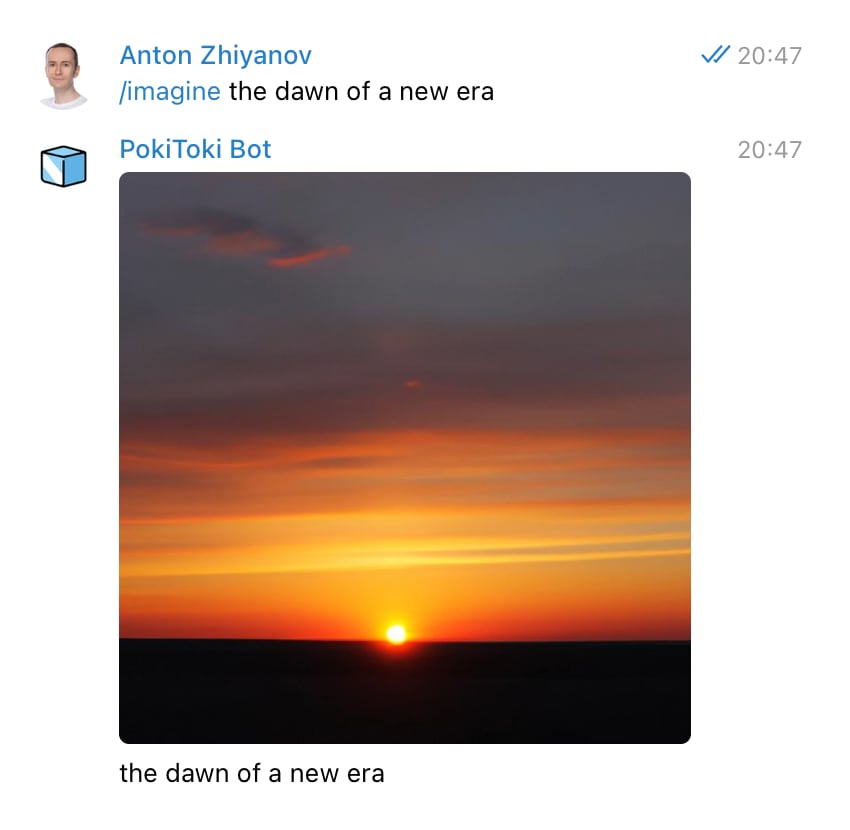 Anton Zhiyanov 20:47
/imagine the dawn of a new era
PokiToki Bot 20:47
the dawn of a new era